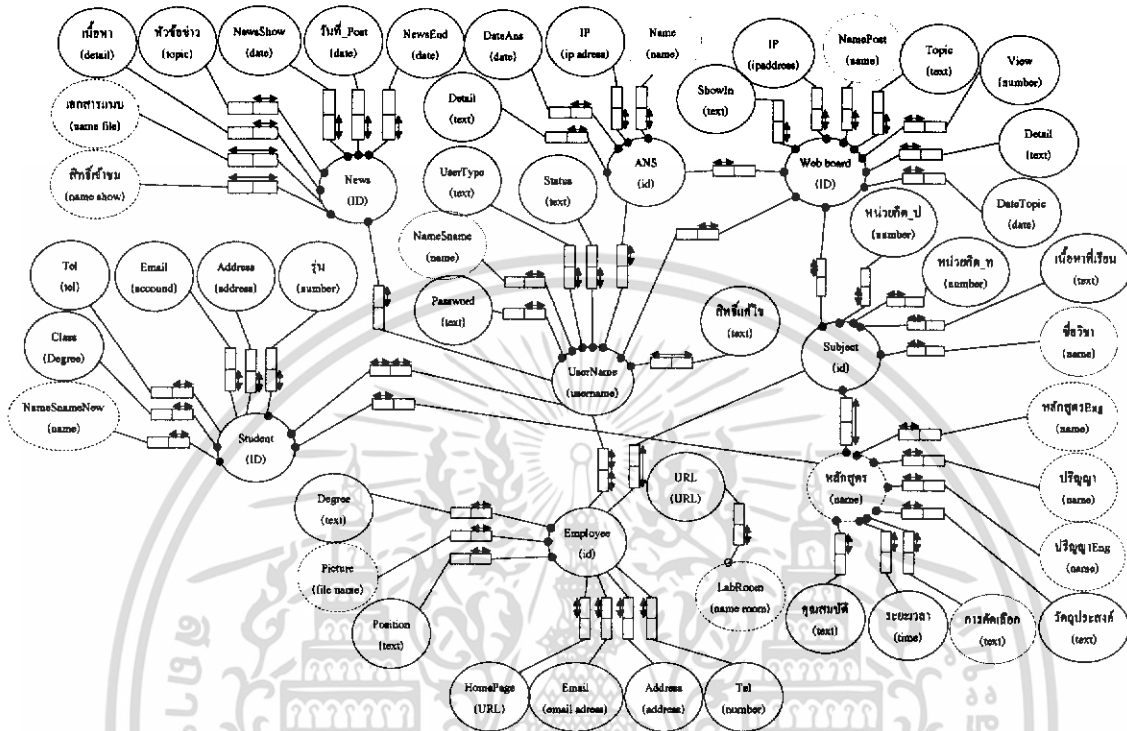 เนื้อหา
(detail)
หัวข้อข่าว
(topic)
NewsShow
(date)
วันที่_Post
(date)
NewsEnd
(date)
DateAns
(date)
IP
(ip adress)
Name
(name)
IP
(ipaddress)
NamePost
(name)
Topic
(text)
View
(number)
เอกสารแนบ
(name file)
Detail
(text)
ShowIn
(text)
Detail
(text)
สิทธิ์เข้าชม
(name show)
News
(ID)
UserType
(text)
Status
(text)
ANS
(id)
Web board
(ID)
DateTopic
(date)
NameSname
(name)
หน่วยกิต_ป
(number)
หน่วยกิต_ท
(number)
เนื้อหาที่เรียน
(text)
Tel
(tel)
Email
(accound)
Address
(address)
รุ่น
(number)
Password
(text)
สิทธิ์แก้ไข
(text)
ชื่อวิชา
(name)
Class
(Degree)
UserName
(username)
Subject
(id)
NameSnameNew
(name)
Student
(ID)
หลักสูตรEng
(name)
หลักสูตร
(name)
ปริญญา
(name)
Degree
(text)
URL
(URL)
Employee
(id)
ปริญญาEng
(name)
Picture
(file name)
LabRoom
(name room)
Position
(text)
คุณสมบัติ
(text)
ระยะเวลา
(time)
การคัดเลือก
(text)
วัตถุประสงค์
(text)
HomePage
(URL)
Email
(email adress)
Address
(address)
Tel
(number)